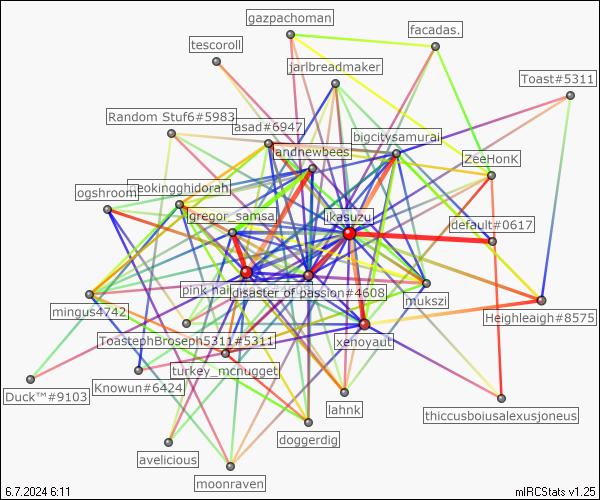 gazpachoman
facadas.
tescoroll
jarlbreadmaker
Toast#5311
Random Stuf6#5983
asad#6947
bigcitysamurai
andnewbees
ZeeHonK
ogshroom
eokingghidorah
gregor_samsa
ikasuzu
default#0617
pink hai
disaster of passion#4608
mukszi
mingus4742
Heighleaigh#8575
ToastephBroseph5311#5311
xenoyaut
turkey_mcnugget
Duck™#9103
Knowun#6424
lahnk
thiccusboiusalexusjoneus
doggerdig
avelicious
moonraven
6.7.2024 6:11
mIRCStats v1.25